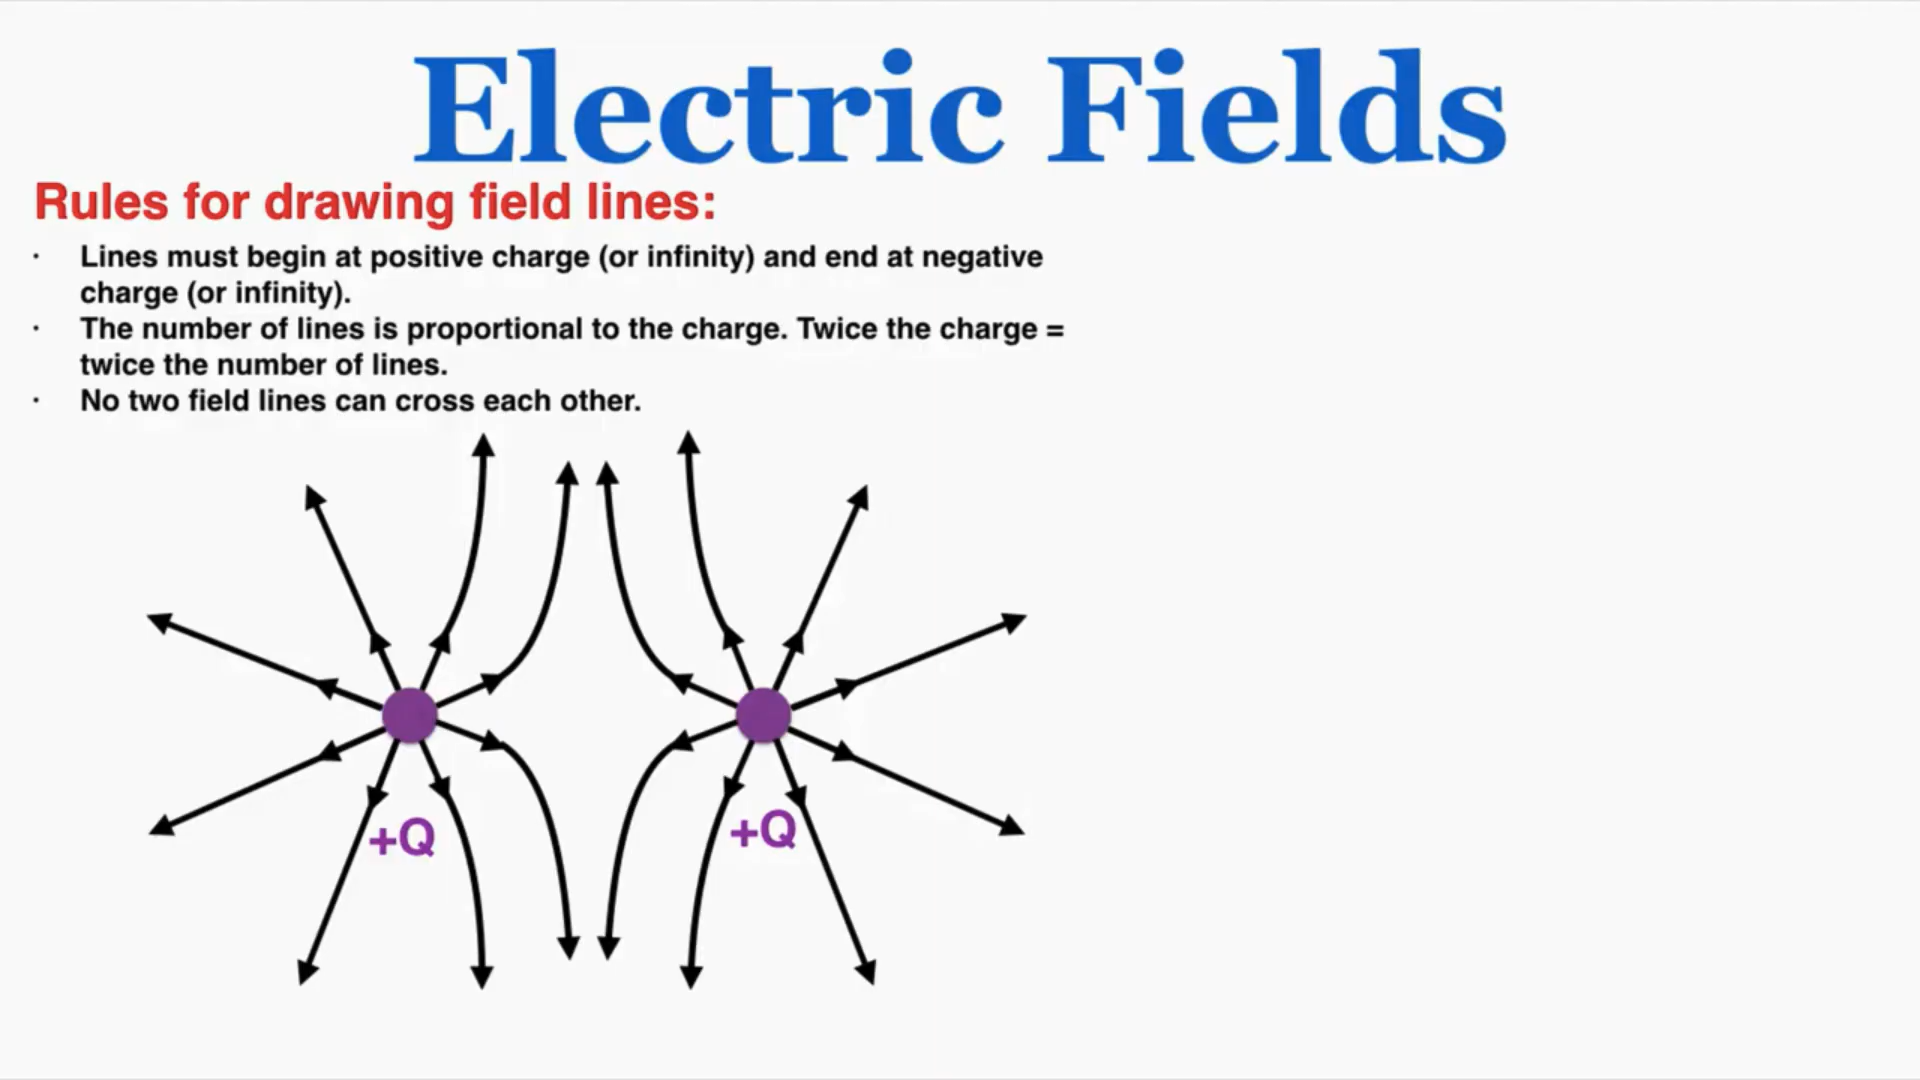 Electric Fields
Rules for drawing field lines:
· Lines must begin at positive charge (or infinity) and end at negative
charge (or infinity).
· The number of lines is proportional to the charge. Twice the charge =
twice the number of lines.
· No two field lines can cross each other.
+Q
+Q